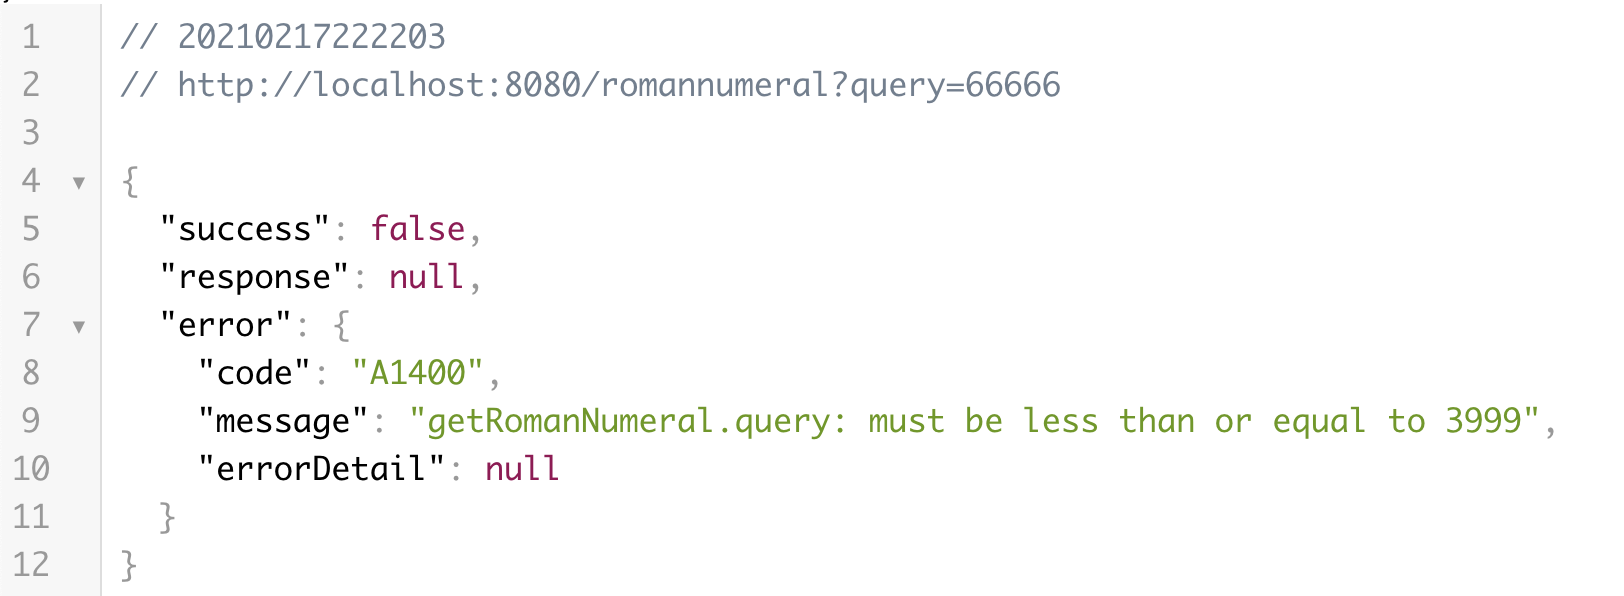 1 // 20210217222203
2 // http://localhost:8080/romannumeral?query=66666
3
4 ▼ {
5 "success": false,
6 "response": null,
7 ▼ "error": {
8 "code": "A1400",
9 "message": "getRomanNumeral.query: must be less than or equal to 3999",
10 "errorDetail": null
11 }
12 }